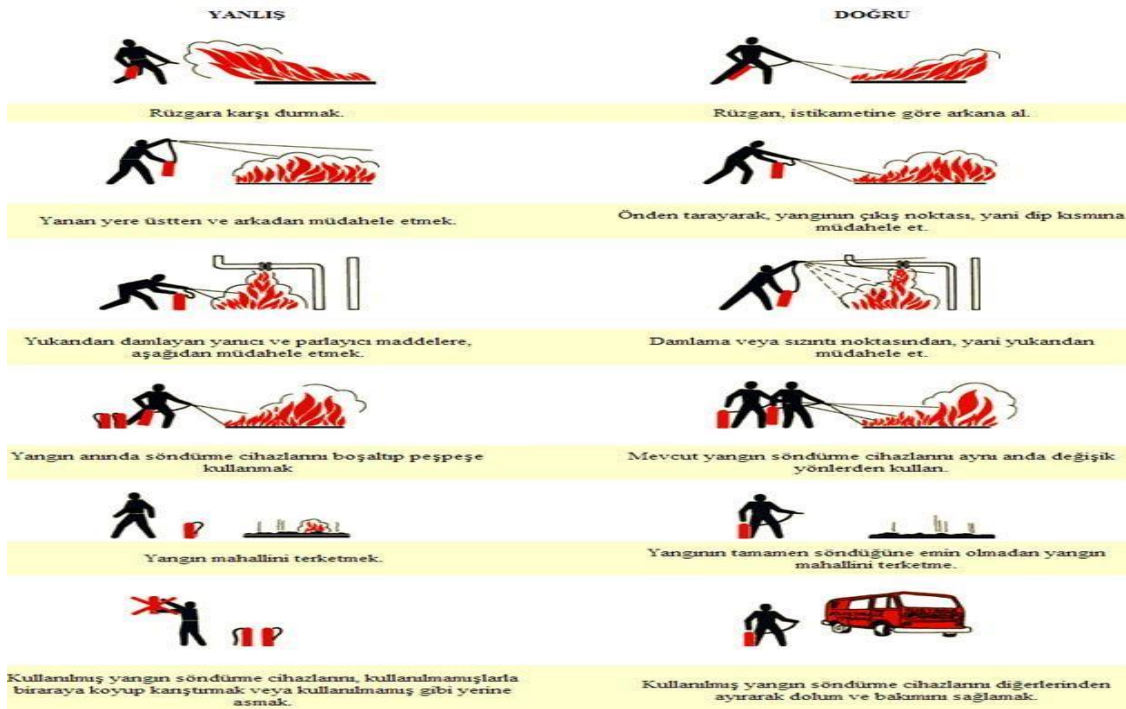 YANLIŞ
DOĞRU
Rüzgara karşı durmak.
Rüzgarı, istikametine göre arkana al.
Yanan yere üstten ve arkadan müdahele etmek.
Önden tarayarak, yangının çıkış noktası, yani dip kısmına
müdahele et.
Yukarıdan damlayan yanıcı ve parlayıcı maddelere,
aşağıdan müdahele etmek.
Damlama veya sızıntı noktasından, yani yukarıdan
müdahele et.
Yangın anında söndürme cihazlarını boşaltıp peşpeşe
kullanmak
Mevcut yangın söndürme cihazlarını aynı anda değişik
yönlerden kullan.
Yangın mahallini terketmek.
Yangının tamamen söndüğüne emin olmadan yangın
mahallini terketme.
Kullanılmış yangın söndürme cihazlarını, kullanılmamışlarla
biraraya koyup karıştırmak veya kullanılmamış gibi yerine
asmak.
Kullanılmış yangın söndürme cihazlarını diğerlerinden
ayırarak dolum ve bakımını sağlamak.